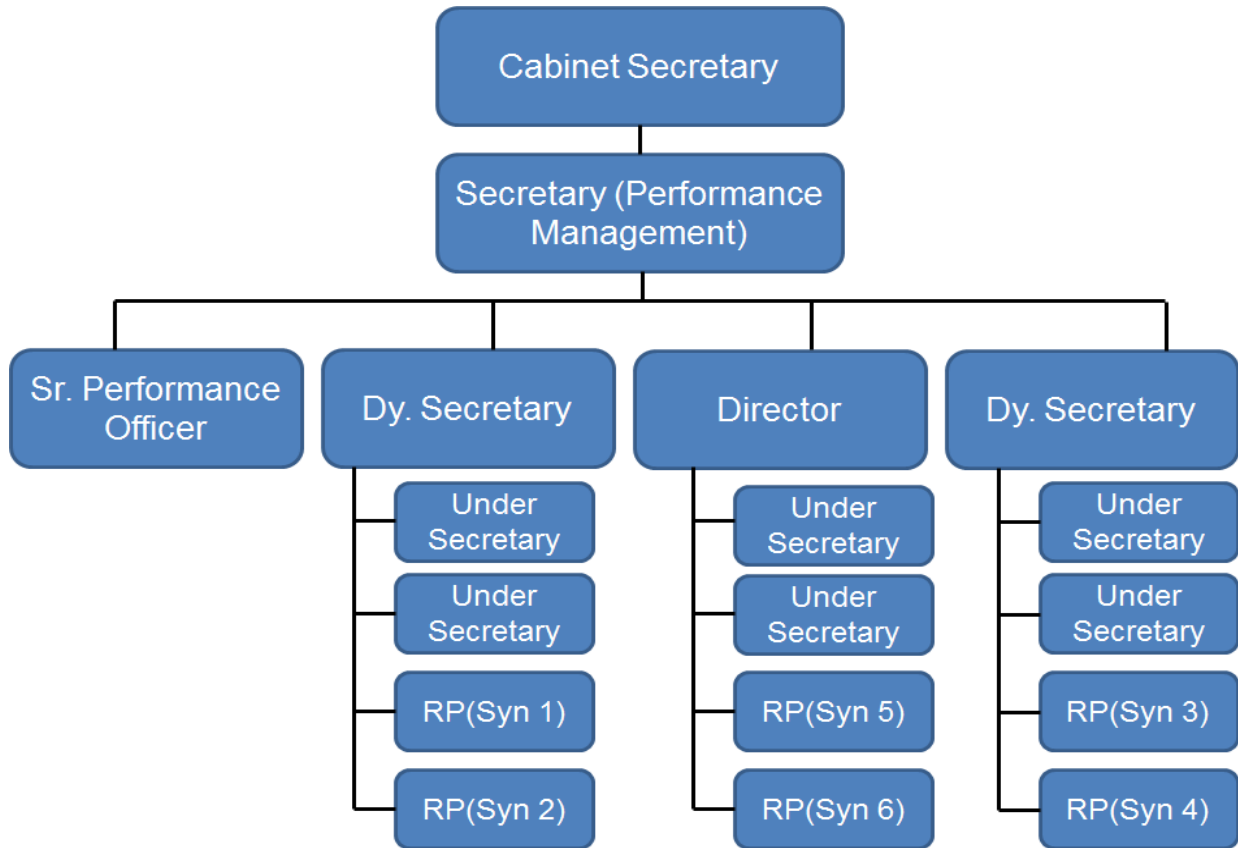 Cabinet Secretary
Secretary (Performance
Management)
Sr. Performance
Officer
Dy. Secretary
Director
Dy. Secretary
Under
Secretary
Under
Secretary
RP(Syn 1)
RP(Syn 2)
Under
Secretary
Under
Secretary
RP(Syn 5)
RP(Syn 6)
Under
Secretary
Under
Secretary
RP(Syn 3)
RP(Syn 4)